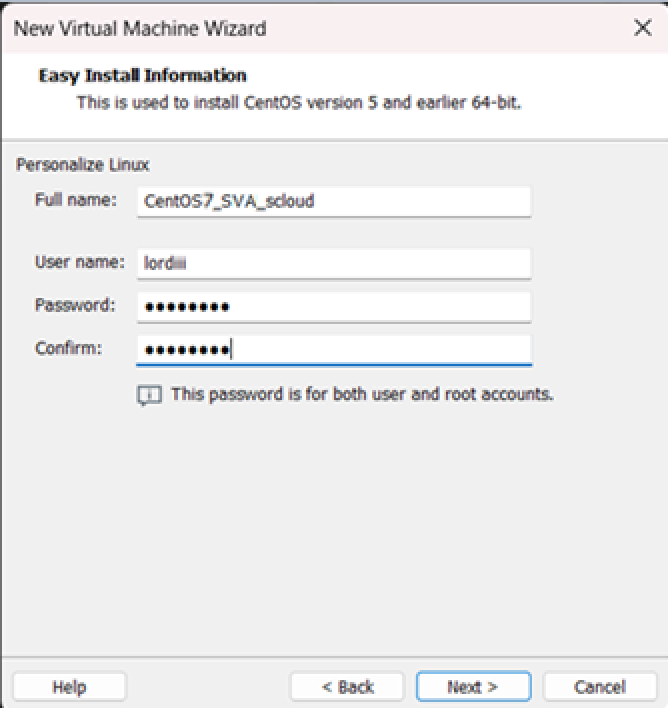 New Virtual Machine Wizard
Easy Install Information
This is used to install CentOS version 5 and earlier 64-bit.
Personalize Linux
Full name: CentOS7_SVA_scloud
User name: lordiii
Password: ●●●●●●●●
Confirm: ●●●●●●●●
This password is for both user and root accounts.
Help < Back Next > Cancel